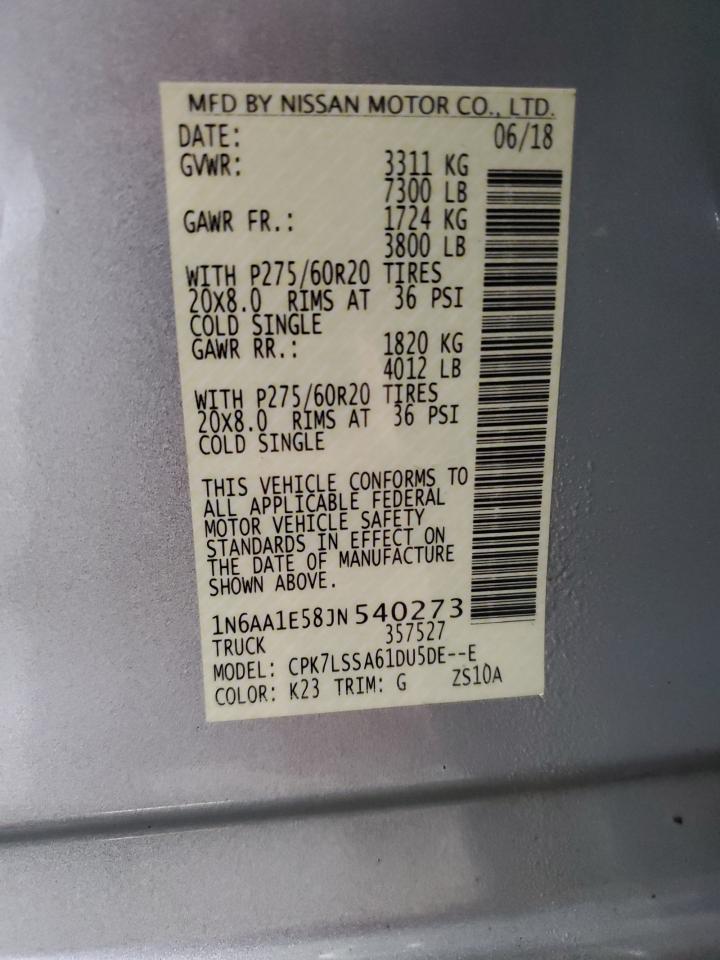 MFD BY NISSAN MOTOR CO., LTD.
DATE: 06/18
GVWR: 3311 KG
7300 LB
GAWR FR.: 1724 KG
3800 LB
WITH P275/60R20 TIRES
20X8.0 RIMS AT 36 PSI
COLD SINGLE
GAWR RR.: 1820 KG
4012 LB
WITH P275/60R20 TIRES
20X8.0 RIMS AT 36 PSI
COLD SINGLE
THIS VEHICLE CONFORMS TO
ALL APPLICABLE FEDERAL
MOTOR VEHICLE SAFETY
STANDARDS IN EFFECT ON
THE DATE OF MANUFACTURE
SHOWN ABOVE.
1N6AA1E58JN540273
TRUCK 357527
MODEL: CPK7LSSA61DU5DE--E
COLOR: K23 TRIM: G ZS10A